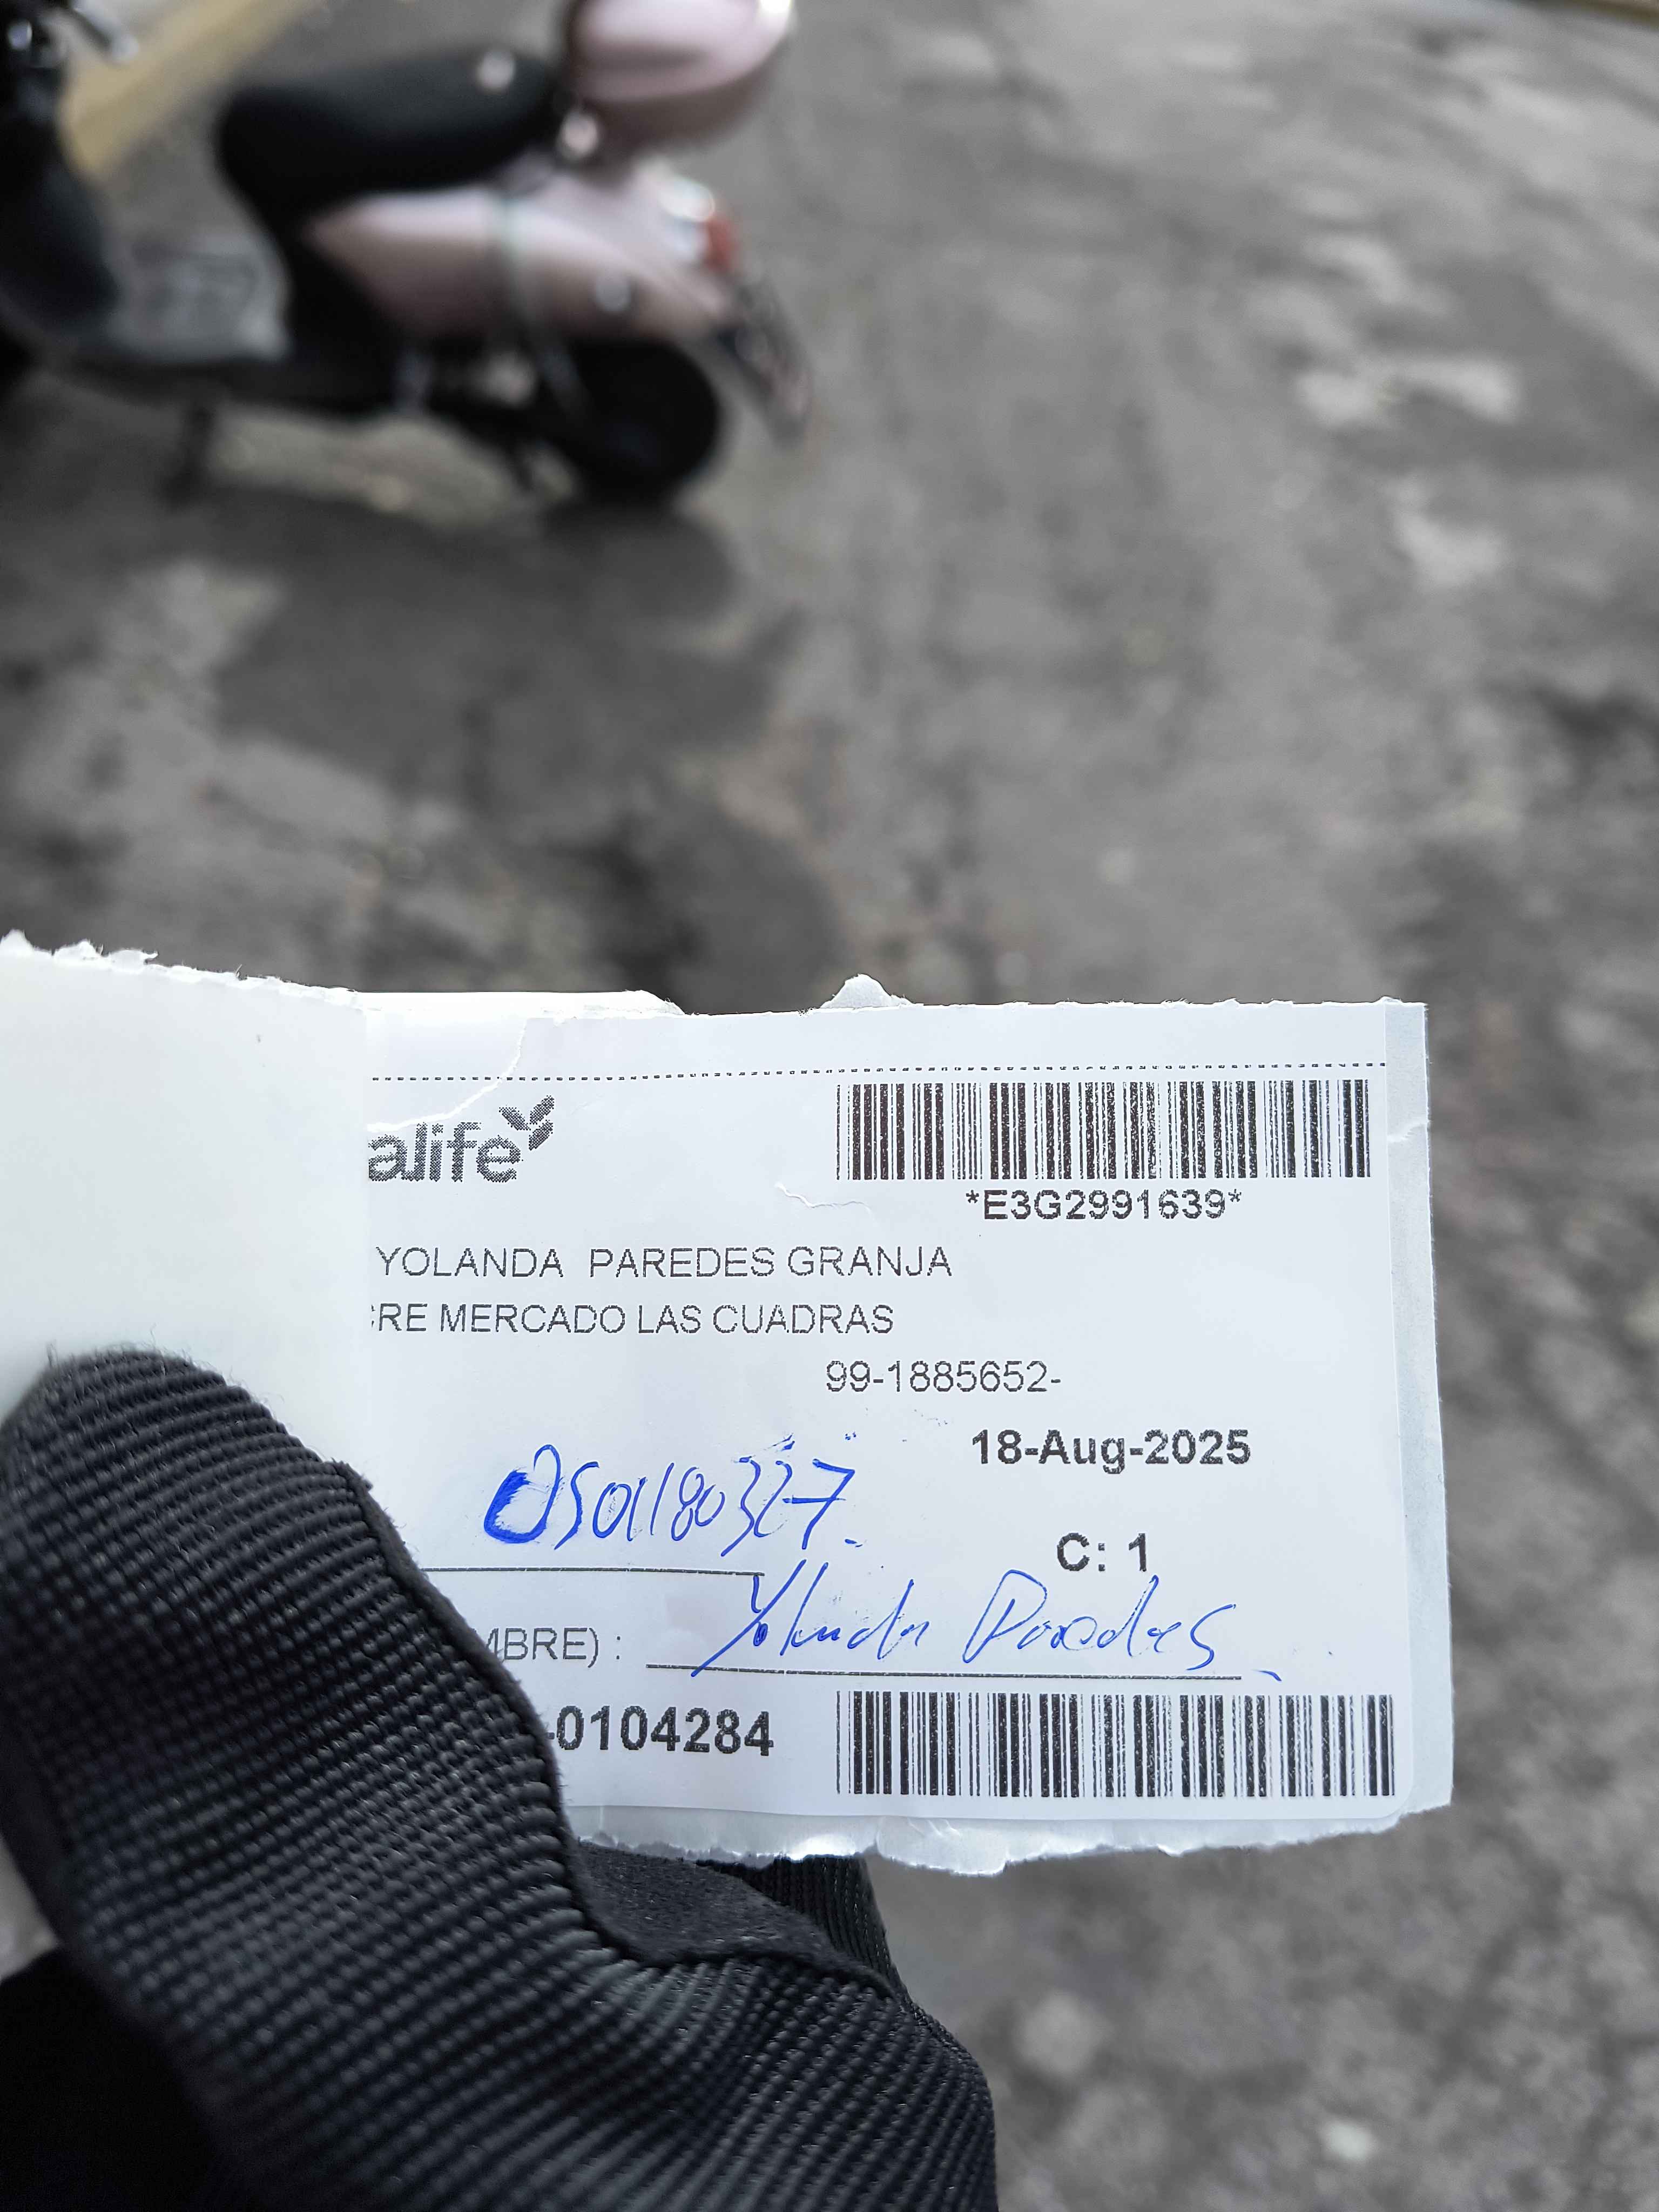 alife
*E3G2991639*
YOLANDA PAREDES GRANJA
CRE MERCADO LAS CUADRAS
99-1885652-
18-Aug-2025
0501180327
C: 1
MBRE) : Yolanda Paredes
-0104284